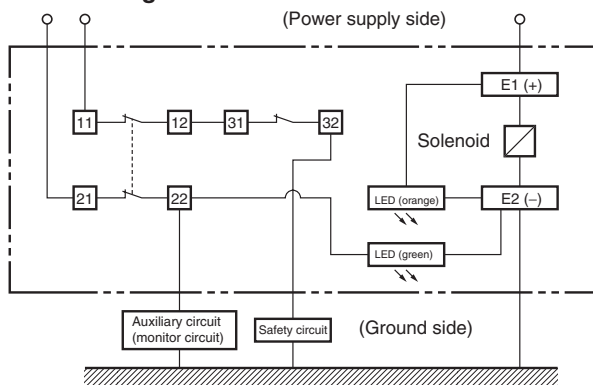 (Power supply side)
E1 (+)
11
12
31
32
Solenoid
21
22
LED (orange)
E2 (−)
LED (green)
Auxiliary circuit
(monitor circuit)
Safety circuit
(Ground side)